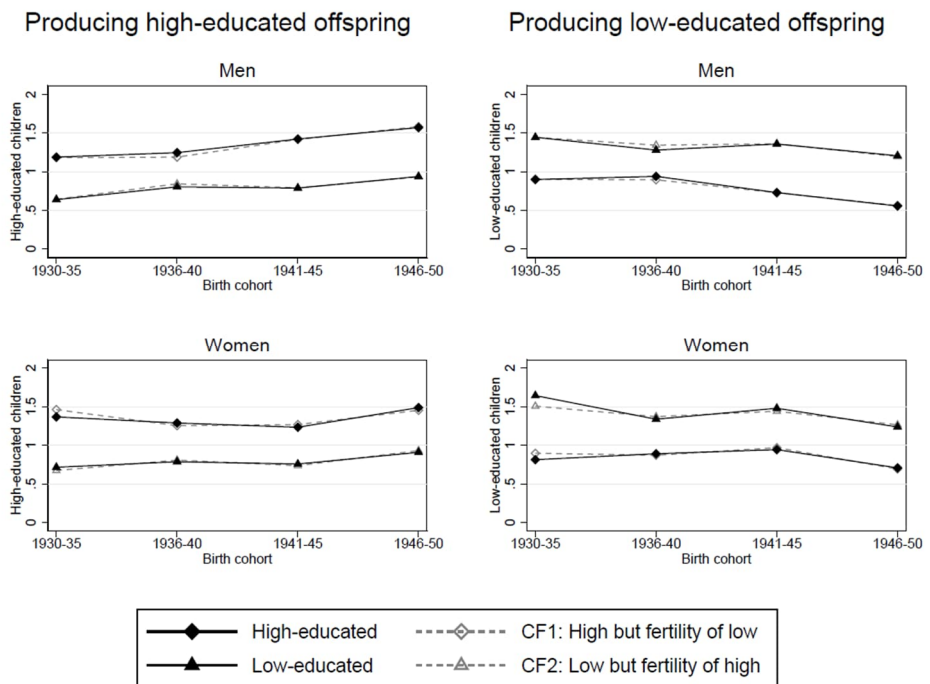 Producing high-educated offspring
Producing low-educated offspring
Men
High-educated children
2
1.5
1
.5
0
1930-35 1936-40 1941-45 1946-50
Birth cohort
Men
Low-educated children
2
1.5
1
.5
0
1930-35 1936-40 1941-45 1946-50
Birth cohort
Women
High-educated children
2
1.5
1
.5
0
1930-35 1936-40 1941-45 1946-50
Birth cohort
Women
Low-educated children
2
1.5
1
.5
0
1930-35 1936-40 1941-45 1946-50
Birth cohort
High-educated CF1: High but fertility of low
Low-educated CF2: Low but fertility of high